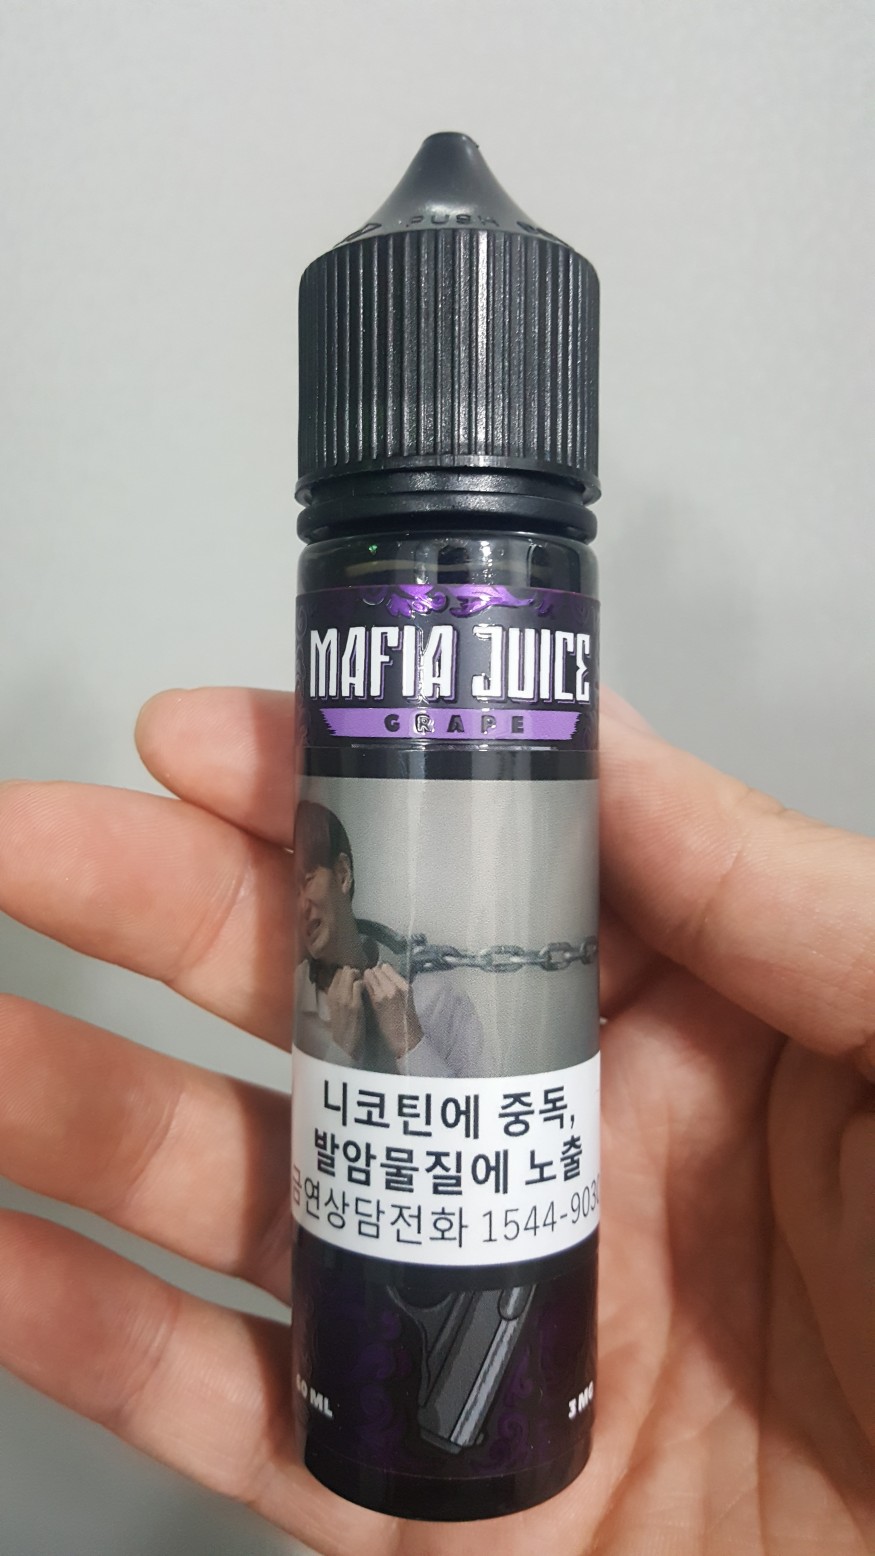 PUSH
MAFIA JUICE
GRAPE
니코틴에 중독,
발암물질에 노출
금연상담전화 1544-9030
60 ML
3 MG